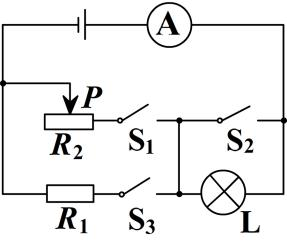 A
P
R₂ S₁ S₂
R₁ S₃ L